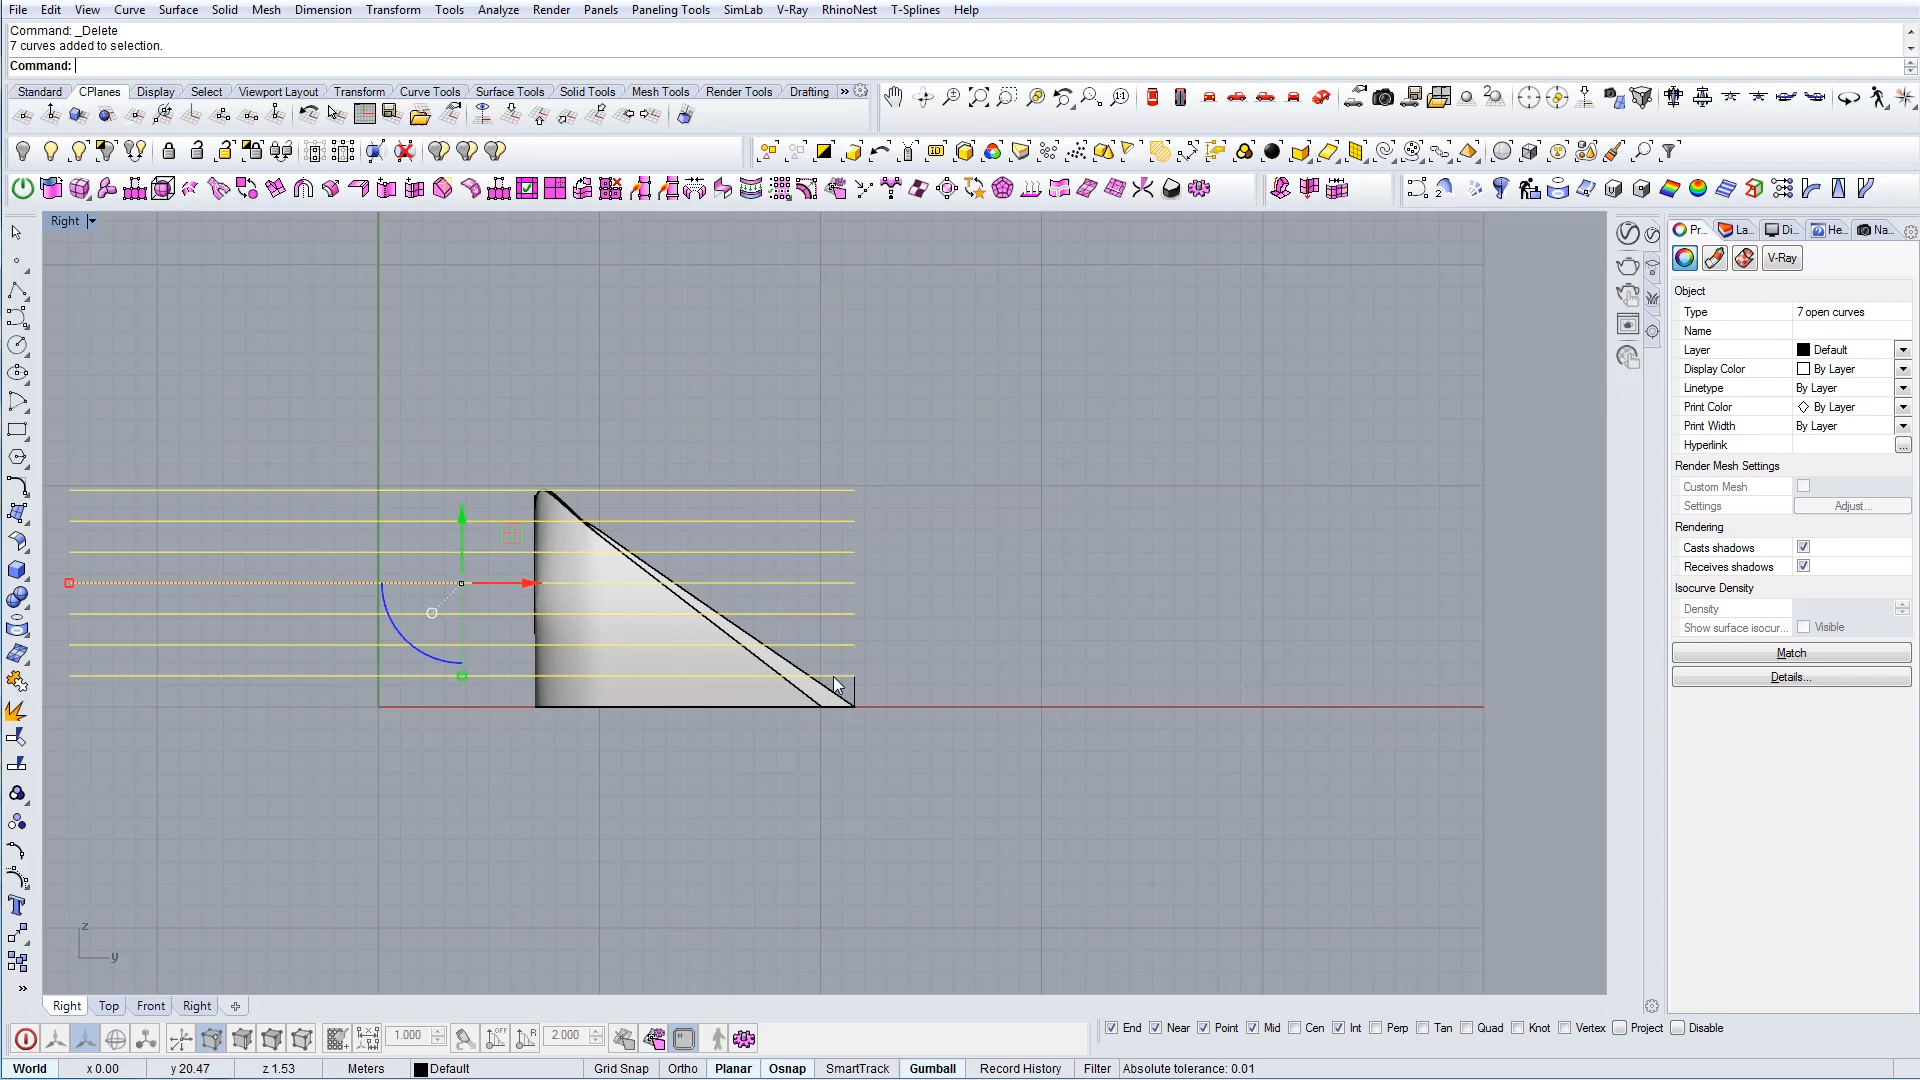 File Edit View Curve Surface Solid Mesh Dimension Transform Tools Analyze Render Panels Paneling Tools SimLab V-Ray RhinoNest T-Splines Help
Command: _Delete
7 curves added to selection.
Command:
Standard CPlanes Display Select Viewport Layout Transform Curve Tools Surface Tools Solid Tools Mesh Tools Render Tools Drafting »
Right
Pr... La... Di... He... Na...
V-Ray
Object
Type 7 open curves
Name
Layer Default
Display Color By Layer
Linetype By Layer
Print Color By Layer
Print Width By Layer
Hyperlink ...
Render Mesh Settings
Custom Mesh
Settings Adjust...
Rendering
Casts shadows
Receives shadows
Isocurve Density
Density
Show surface isocur... Visible
Match
Details...
z
y
Right Top Front Right
1.000 2.000 End Near Point Mid Cen Int Perp Tan Quad Knot Vertex Project Disable
World x 0.00 y 20.47 z 1.53 Meters Default Grid Snap Ortho Planar Osnap SmartTrack Gumball Record History Filter Absolute tolerance: 0.01